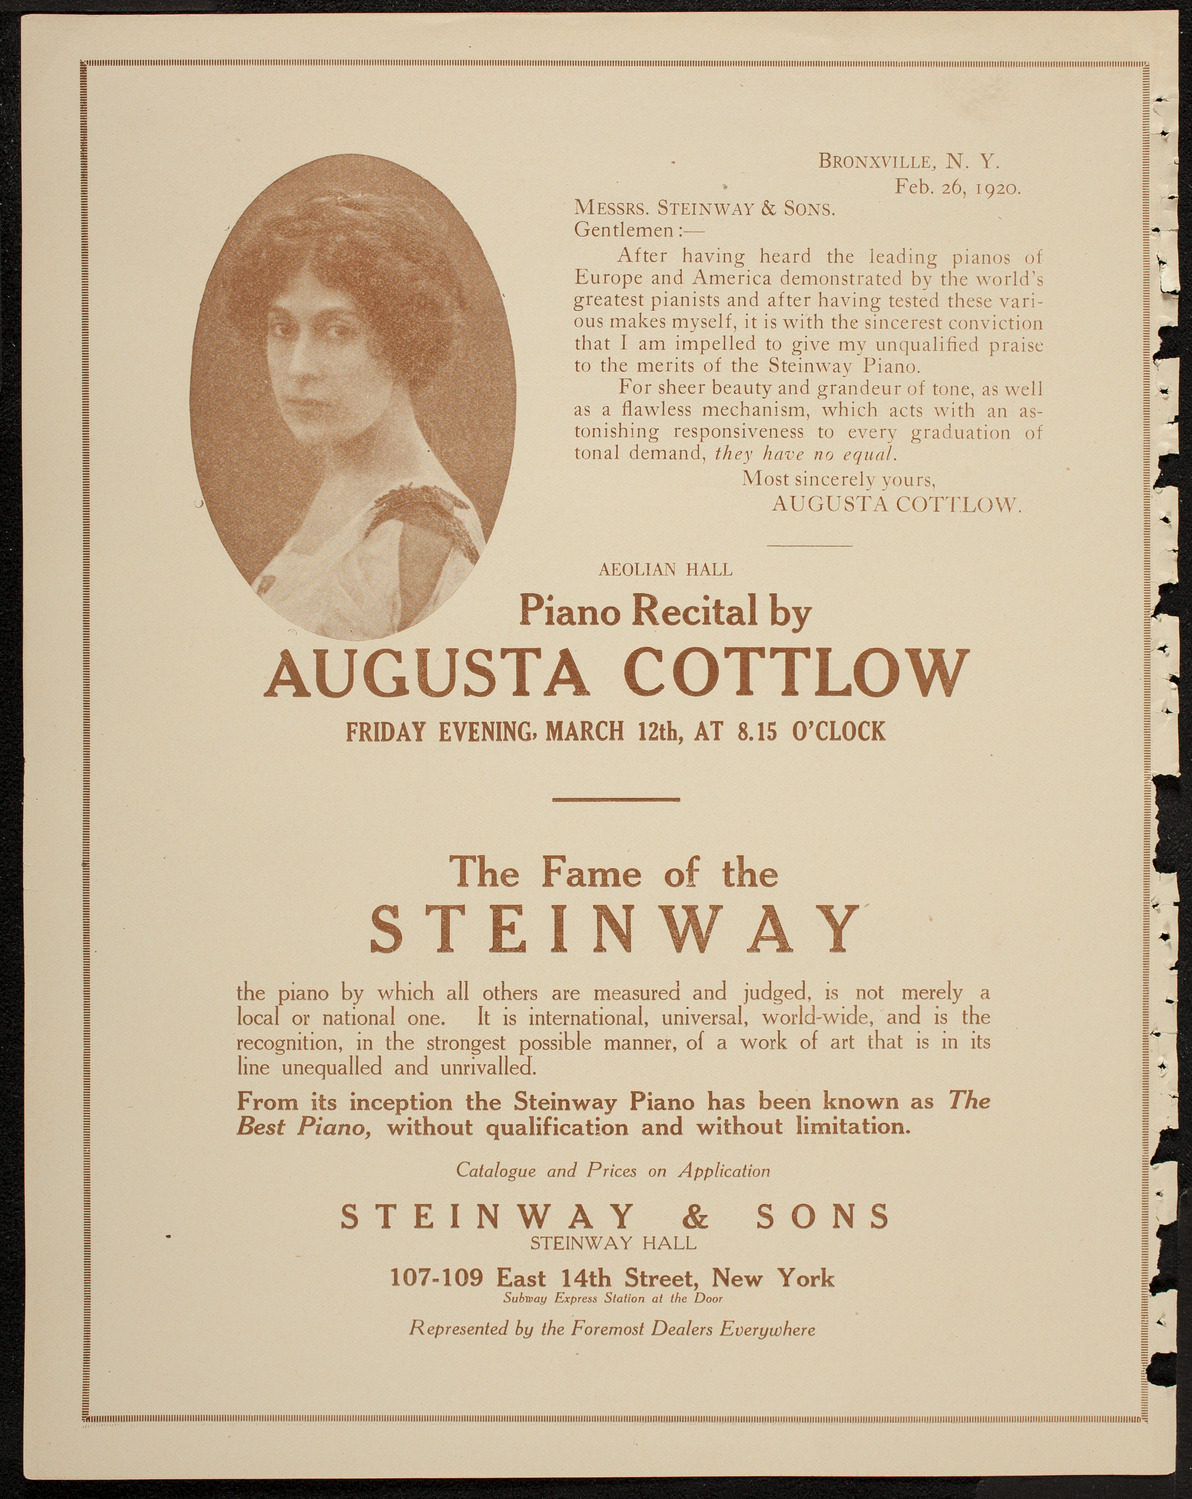 BRONXVILLE, N. Y.
Feb. 26, 1920.
MESSRS. STEINWAY & SONS.
Gentlemen:—
After having heard the leading pianos of
Europe and America demonstrated by the world's
greatest pianists and after having tested these vari-
ous makes myself, it is with the sincerest conviction
that I am impelled to give my unqualified praise
to the merits of the Steinway Piano.
For sheer beauty and grandeur of tone, as well
as a flawless mechanism, which acts with an as-
tonishing responsiveness to every graduation of
tonal demand, they have no equal.
Most sincerely yours,
AUGUSTA COTTLOW.
AEOLIAN HALL
Piano Recital by
AUGUSTA COTTLOW
FRIDAY EVENING, MARCH 12th, AT 8.15 O'CLOCK
The Fame of the
STEINWAY
the piano by which all others are measured and judged, is not merely a
local or national one. It is international, universal, world-wide, and is the
recognition, in the strongest possible manner, of a work of art that is in its
line unequalled and unrivalled.
From its inception the Steinway Piano has been known as The
Best Piano, without qualification and without limitation.
Catalogue and Prices on Application
STEINWAY & SONS
STEINWAY HALL
107-109 East 14th Street, New York
Subway Express Station at the Door
Represented by the Foremost Dealers Everywhere